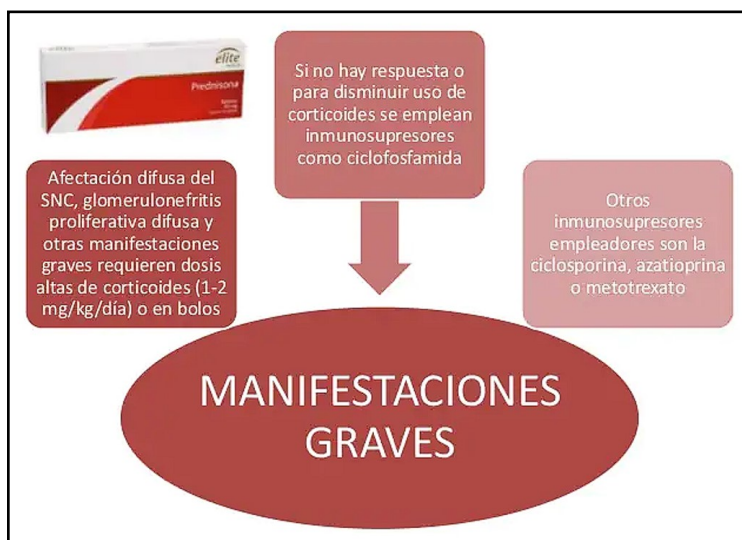 elite
Prednisona
Si no hay respuesta o
para disminuir uso de
corticoides se emplean
inmunosupresores
como ciclofosfamida
Afectación difusa del
SNC, glomerulonefritis
proliferativa difusa y
otras manifestaciones
graves requieren dosis
altas de corticoides (1-2
mg/kg/día) o en bolos
Otros
inmunosupresores
empleadores son la
ciclosporina, azatioprina
o metotrexato
MANIFESTACIONES
GRAVES